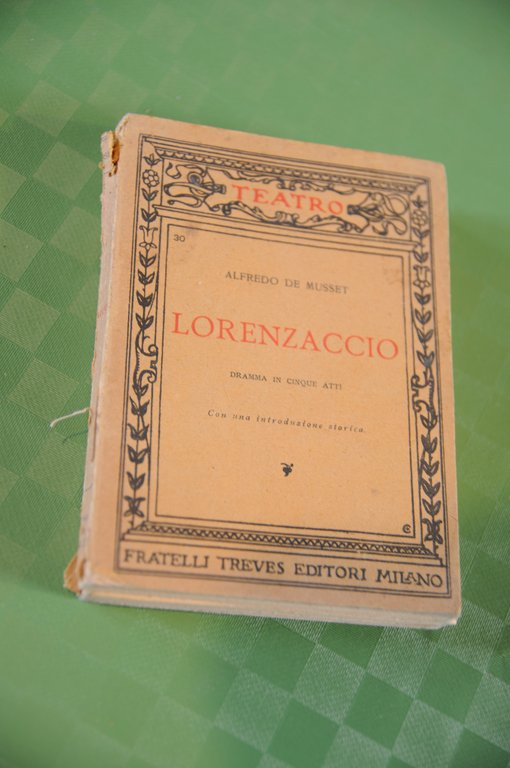 TEATRO
30
ALFREDO DE MUSSET
LORENZACCIO
DRAMMA IN CINQUE ATTI
Con una introduzione storica.
FRATELLI TREVES EDITORI MILANO